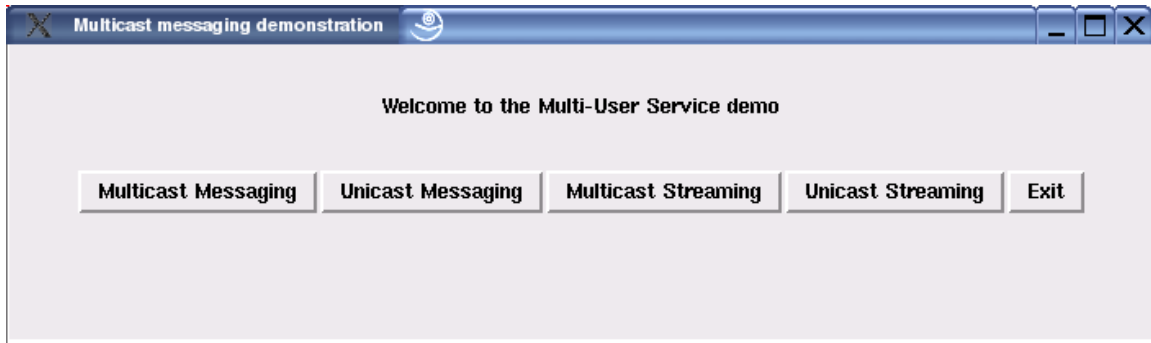 Multicast messaging demonstration
Welcome to the Multi-User Service demo
Multicast Messaging Unicast Messaging Multicast Streaming Unicast Streaming Exit